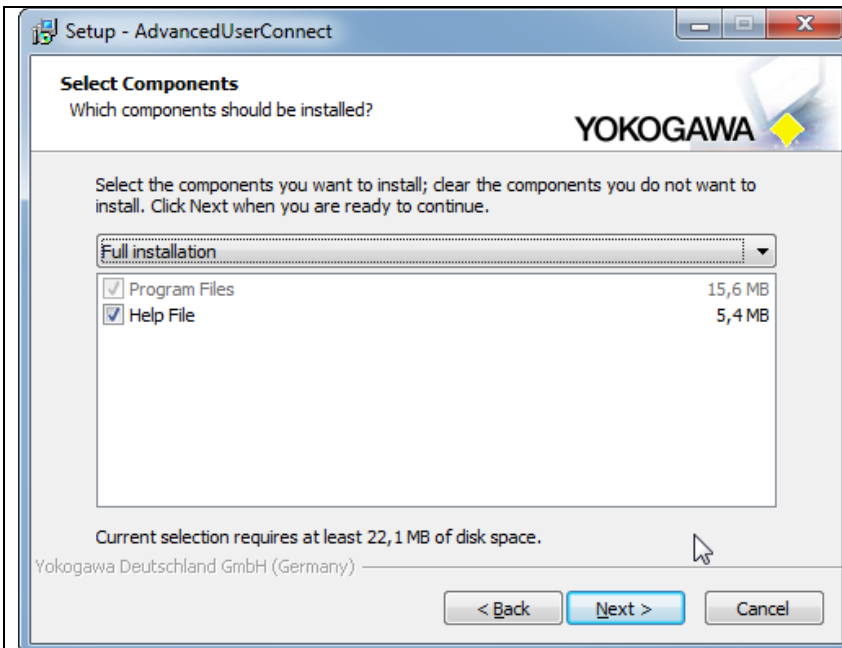 Setup - AdvancedUserConnect
Select Components
Which components should be installed?
YOKOGAWA
Select the components you want to install; clear the components you do not want to
install. Click Next when you are ready to continue.
Full installation
Program Files 15,6 MB
Help File 5,4 MB
Current selection requires at least 22,1 MB of disk space.
Yokogawa Deutschland GmbH (Germany)
< Back Next > Cancel